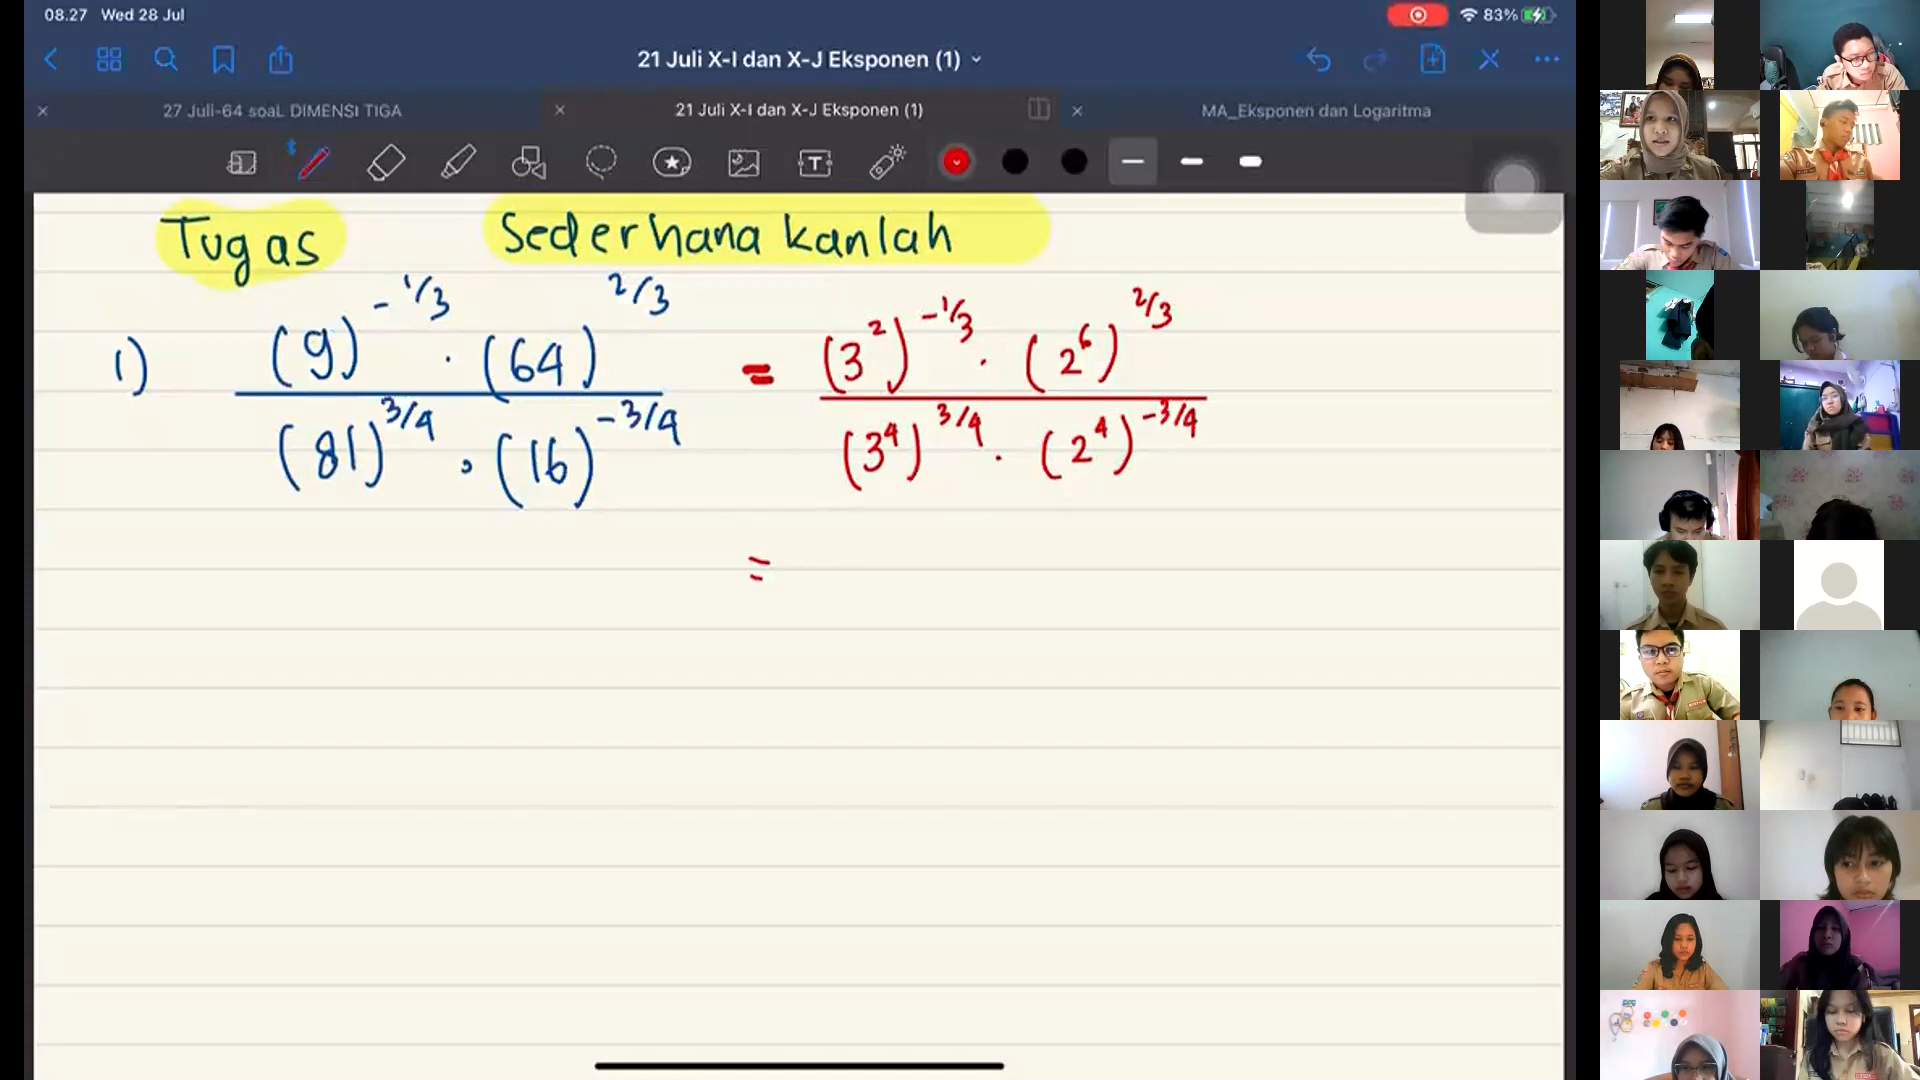 08.27 Wed 28 Jul
83%
21 Juli X-I dan X-J Eksponen (1)
27 Juli-64 soaL DIMENSI TIGA
21 Juli X-I dan X-J Eksponen (1)
MA_Eksponen dan Logaritma
Tugas Sederhanakanlah
1) (9)^-1/3 · (64)^2/3 = (3^2)^-1/3 · (2^6)^2/3
(81)^3/4 · (16)^-3/4 (3^4)^3/4 · (2^4)^-3/4
=